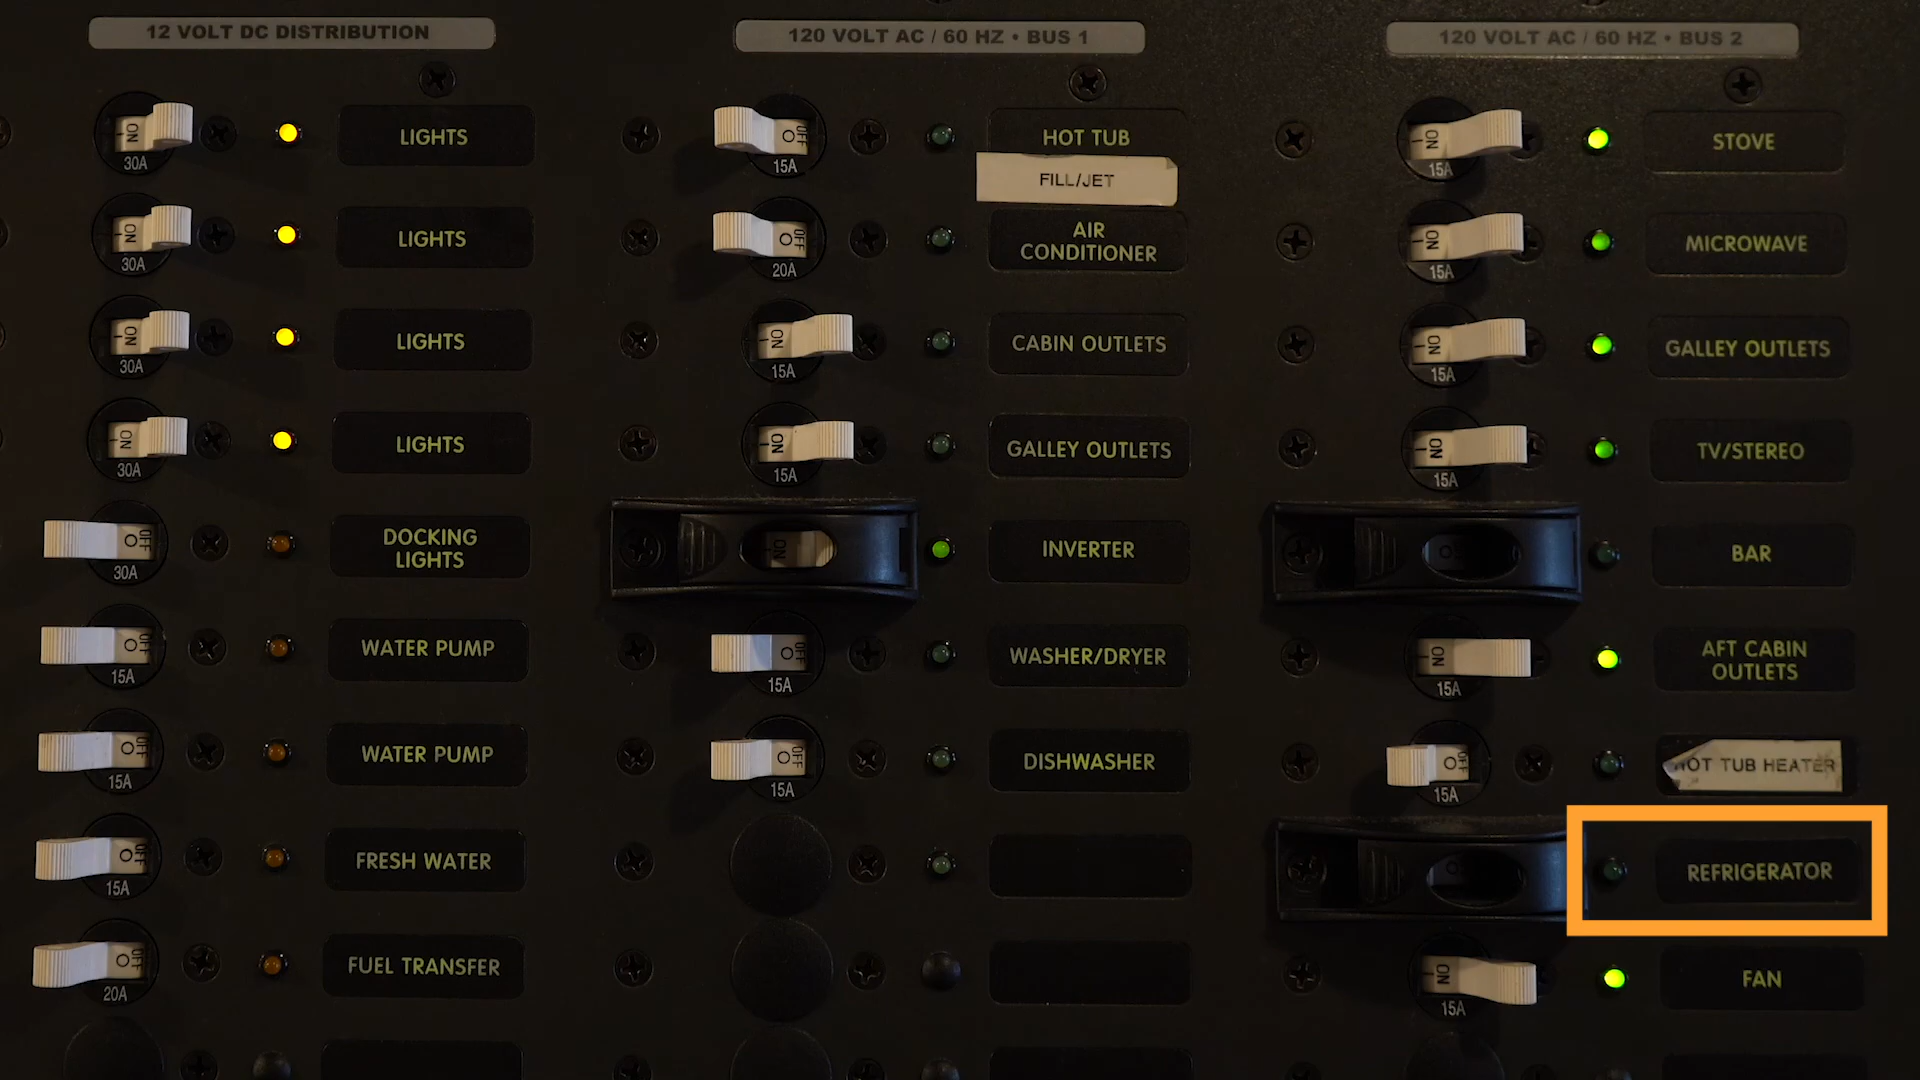 12 VOLT DC DISTRIBUTION
ON
30A
LIGHTS
ON
30A
LIGHTS
ON
30A
LIGHTS
ON
30A
LIGHTS
OFF
30A
DOCKING
LIGHTS
OFF
15A
WATER PUMP
OFF
15A
WATER PUMP
OFF
15A
FRESH WATER
OFF
20A
FUEL TRANSFER
120 VOLT AC / 60 HZ • BUS 1
OFF
15A
HOT TUB
FILL/JET
OFF
20A
AIR
CONDITIONER
ON
15A
CABIN OUTLETS
ON
15A
GALLEY OUTLETS
ON
INVERTER
OFF
15A
WASHER/DRYER
OFF
15A
DISHWASHER
120 VOLT AC / 60 HZ • BUS 2
ON
15A
STOVE
ON
15A
MICROWAVE
ON
15A
GALLEY OUTLETS
ON
15A
TV/STEREO
BAR
ON
15A
AFT CABIN
OUTLETS
OFF
15A
HOT TUB HEATER
REFRIGERATOR
ON
15A
FAN